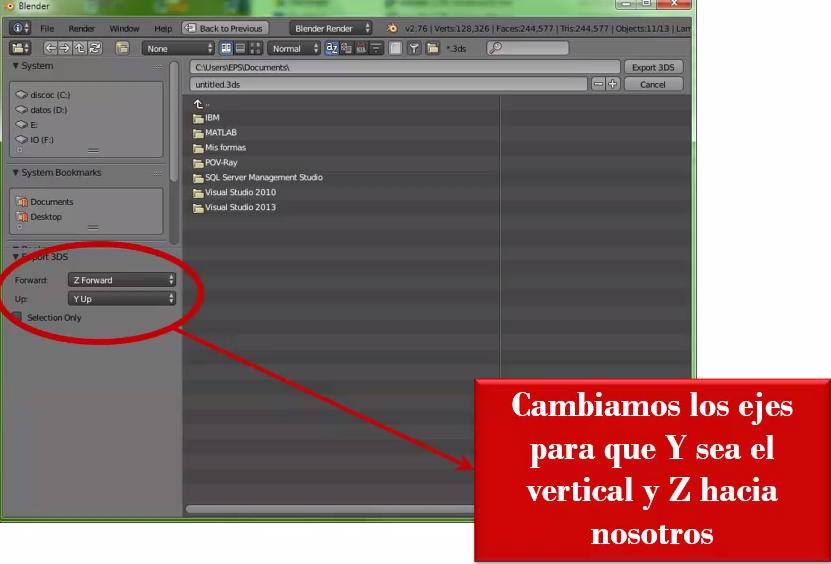 Blender
File Render Window Help Back to Previous Blender Render v2.76 | Verts:128,326 | Faces:244,577 | Tris:244,577 | Objects:11/13 | Lam
None Normal *.3ds
System
C:\Users\EPS\Documents\ Export 3DS
untitled.3ds Cancel
discoc (C:)
datos (D:)
E:
IO (F:)
System Bookmarks
Documents
Desktop
..
IBM
MATLAB
Mis formas
POV-Ray
SQL Server Management Studio
Visual Studio 2010
Visual Studio 2013
Export 3DS
Forward: Z Forward
Up: Y Up
Selection Only
Cambiamos los ejes
para que Y sea el
vertical y Z hacia
nosotros